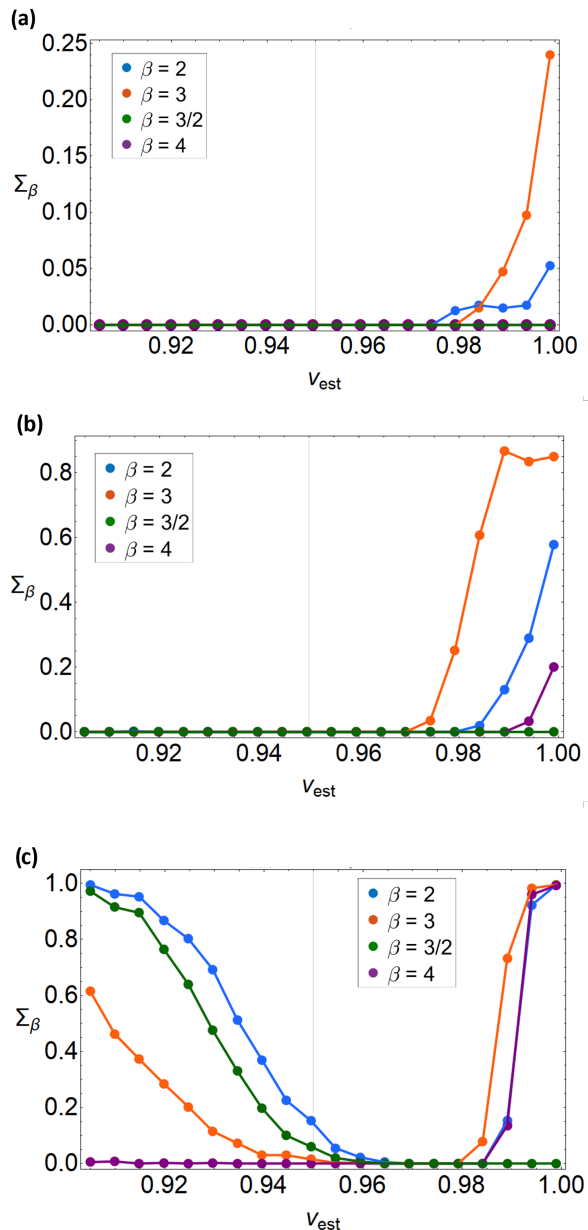 (a)
0.25
0.20
0.15
0.10
0.05
0.00
Σβ
β = 2
β = 3
β = 3/2
β = 4
0.92 0.94 0.96 0.98 1.00
vest
(b)
0.8
0.6
0.4
0.2
0.0
Σβ
β = 2
β = 3
β = 3/2
β = 4
0.92 0.94 0.96 0.98 1.00
vest
(c)
1.0
0.8
0.6
0.4
0.2
0.0
Σβ
β = 2
β = 3
β = 3/2
β = 4
0.92 0.94 0.96 0.98 1.00
vest